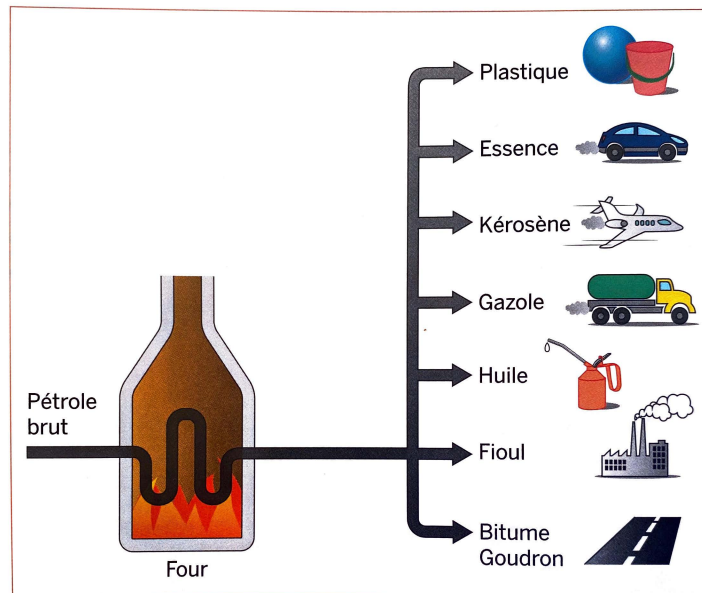 Plastique
Essence
Kérosène
Gazole
Huile
Fioul
Bitume
Goudron
Pétrole
brut
Four